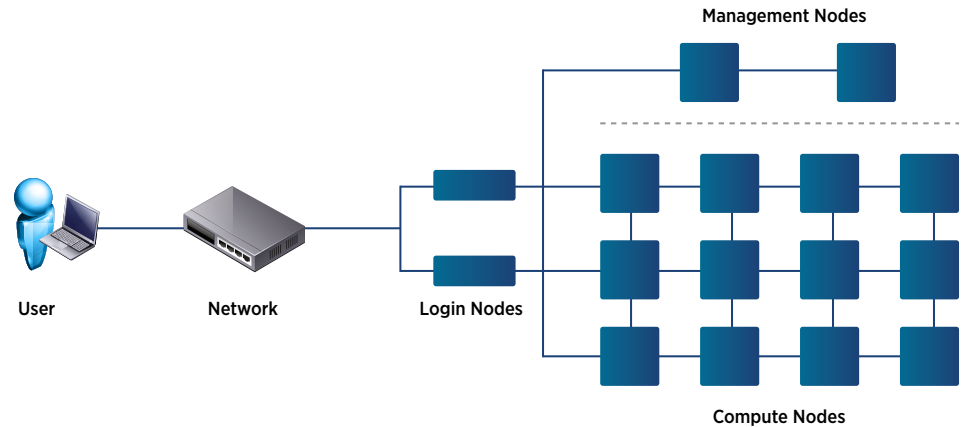 Management Nodes
User
Network
Login Nodes
Compute Nodes